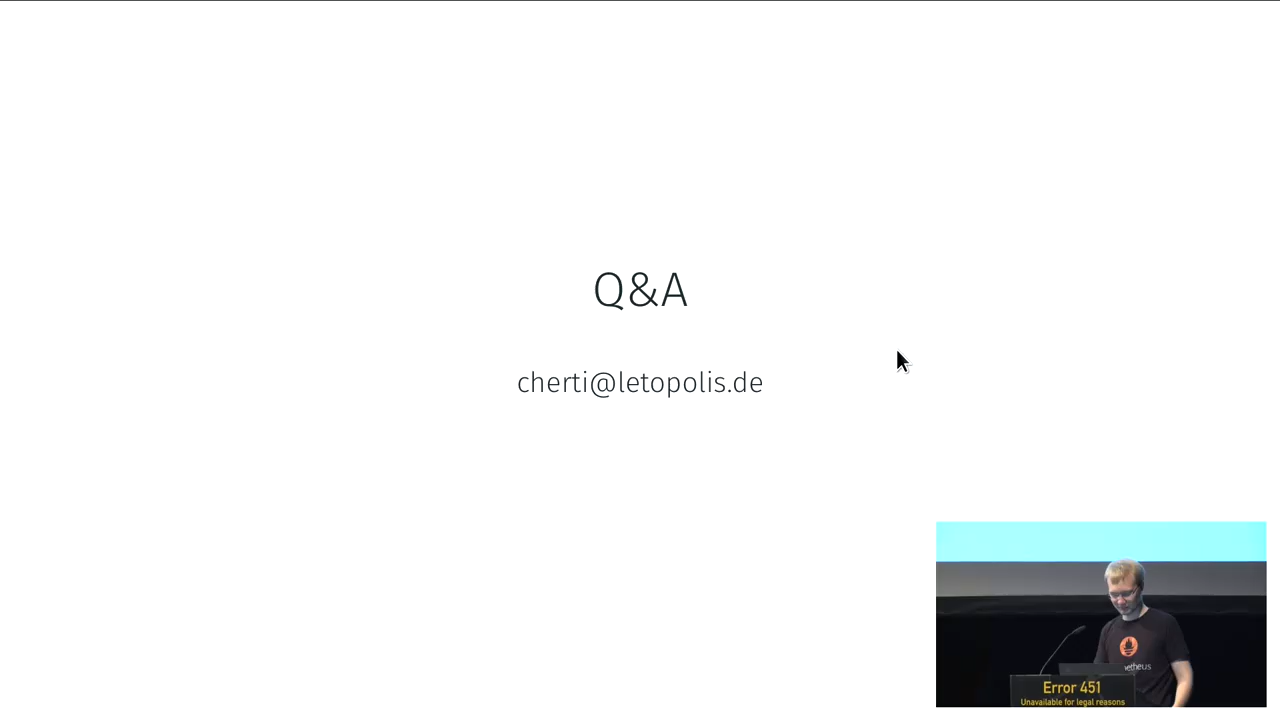 Q&A
cherti@letopolis.de
Error 451
Unavailable for legal reasons